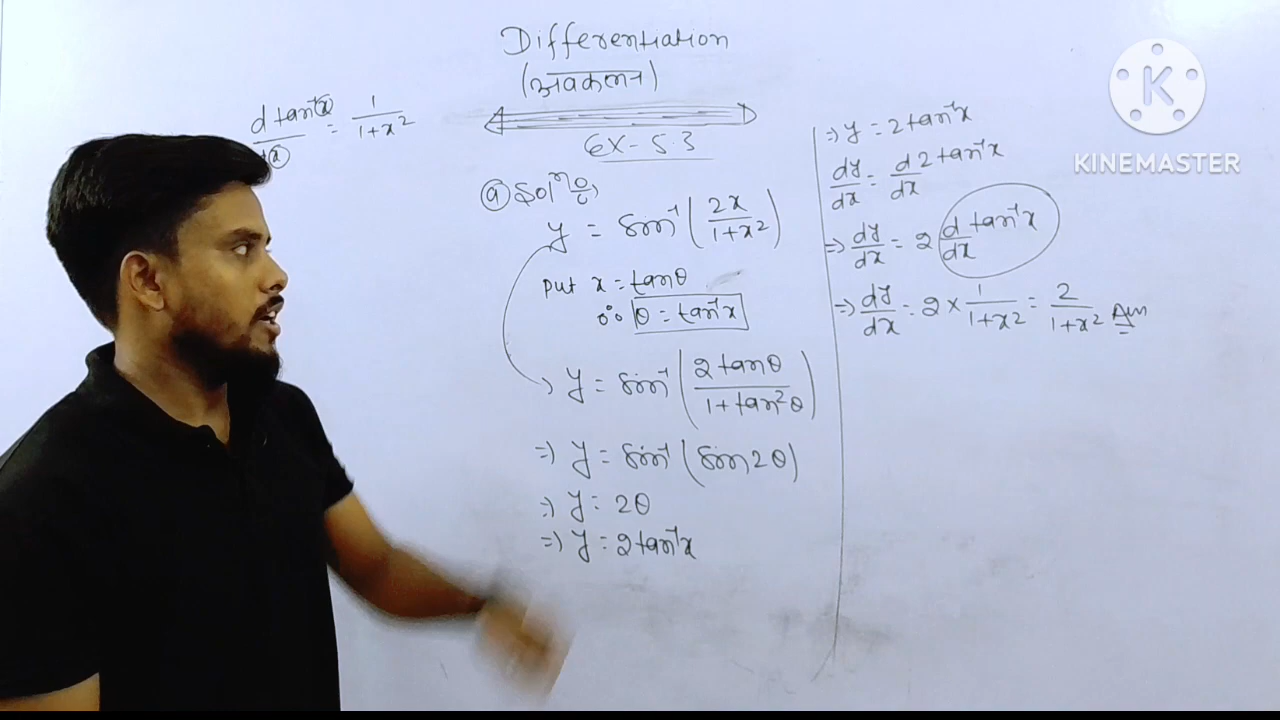 Differentiation
(अवकलन)
EX-5.3
d tan⁻¹x/dx = 1/1+x²
⑨ Solⁿ
y = sin⁻¹(2x/1+x²)
Put x = tanθ
∴ θ = tan⁻¹x
⇒ y = sin⁻¹(2tanθ/1+tan²θ)
⇒ y = sin⁻¹(sin2θ)
⇒ y = 2θ
⇒ y = 2tan⁻¹x
⇒ y = 2tan⁻¹x
dy/dx = d/dx 2tan⁻¹x
⇒ dy/dx = 2 d/dx tan⁻¹x
⇒ dy/dx = 2 × 1/1+x² = 2/1+x² Ans
K
KINEMASTER